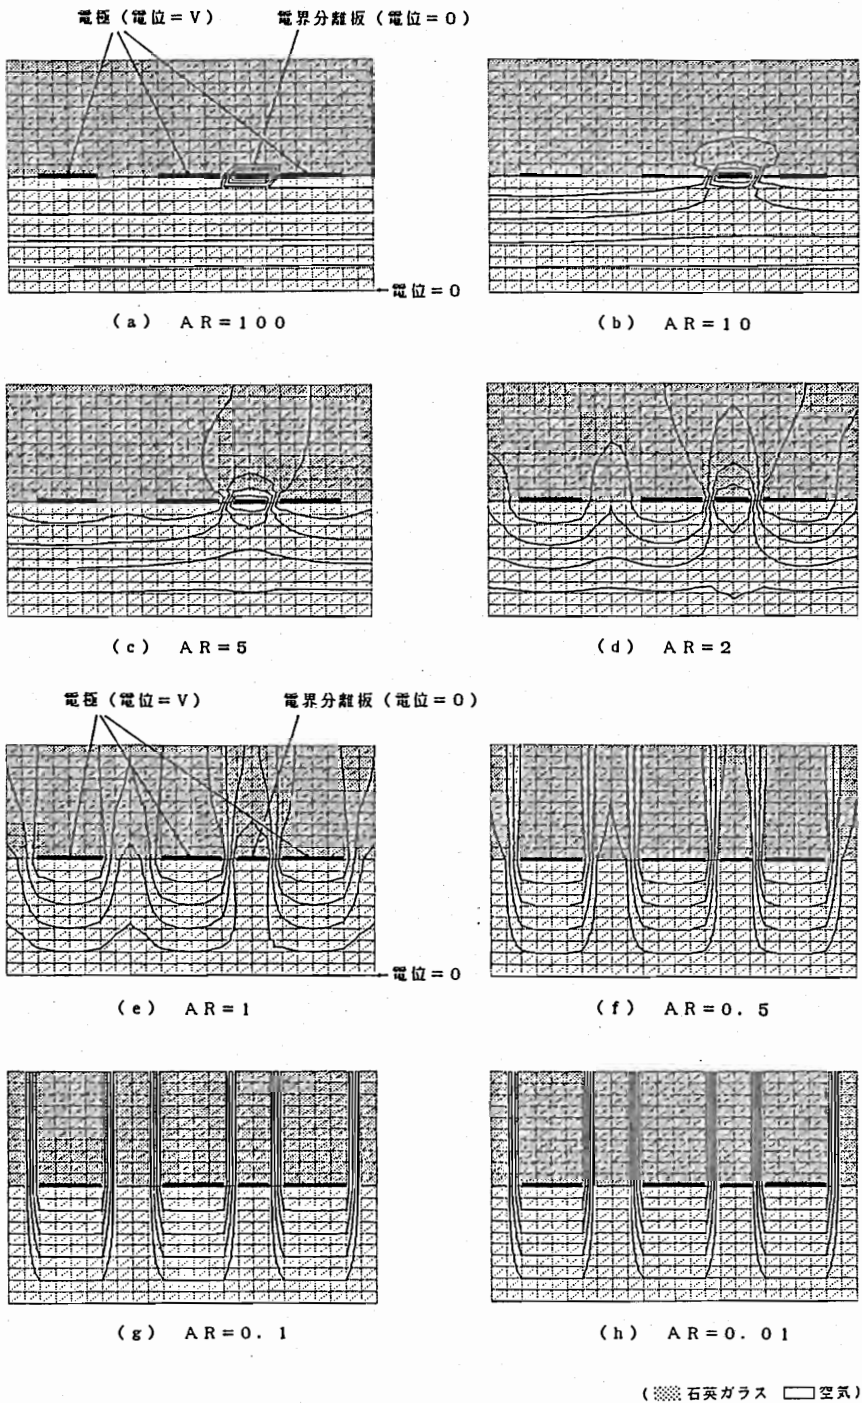 電極(電位=V)　電界分離板(電位=0)
電位=0
(a) AR=100　(b) AR=10
(c) AR=5　(d) AR=2
電極(電位=V)　電界分離板(電位=0)
電位=0
(e) AR=1　(f) AR=0.5
(g) AR=0.1　(h) AR=0.01
(石英ガラス　空気)